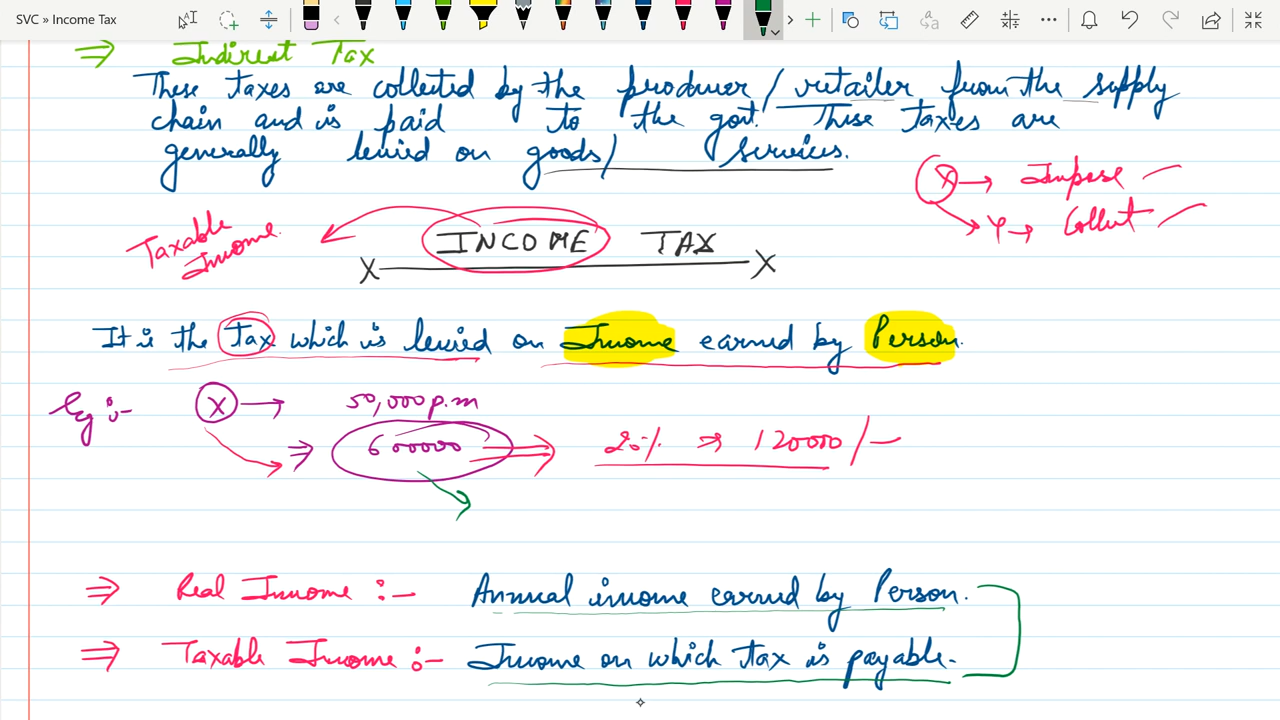 SVC » Income Tax
⇒ Indirect Tax
These taxes are collected by the producer/retailer from the supply
chain and is paid to the govt. These taxes are
generally levied on goods/ services.
X → Impose
Y → Collect
Taxable
Income.
INCOME TAX
X X
It is the Tax which is levied on Income earned by Person.
Eg :- X → 50,000 p.m
⇒ 600000 ⇒ 20% ⇒ 120000/-
⇒ Real Income :- Annual income earned by Person.
⇒ Taxable Income :- Income on which tax is payable.